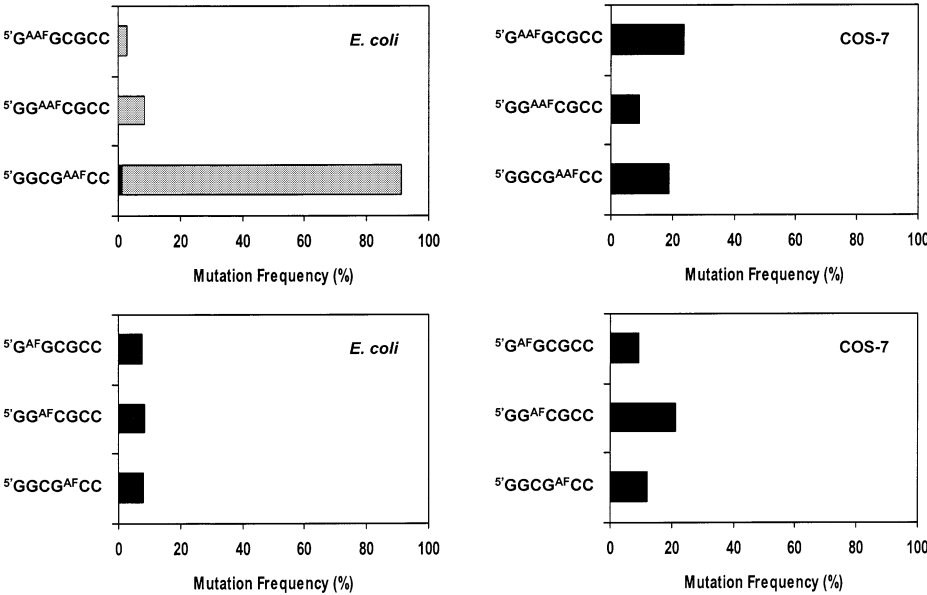 5'GAAFGCGCC
E. coli
5'GGAAFCGCC
5'GGCGAAFCC
0 20 40 60 80 100
Mutation Frequency (%)
5'GAAFGCGCC
COS-7
5'GGAAFCGCC
5'GGCGAAFCC
0 20 40 60 80 100
Mutation Frequency (%)
5'GAFGCGCC
E. coli
5'GGAFCGCC
5'GGCGAFCC
0 20 40 60 80 100
Mutation Frequency (%)
5'GAFGCGCC
COS-7
5'GGAFCGCC
5'GGCGAFCC
0 20 40 60 80 100
Mutation Frequency (%)